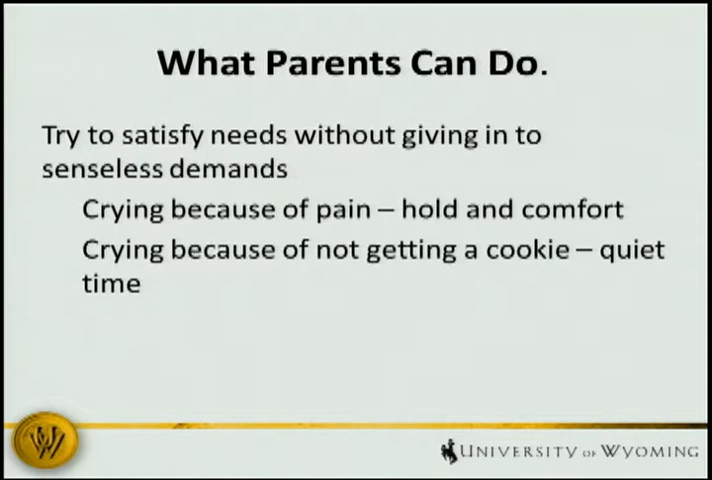 What Parents Can Do.
Try to satisfy needs without giving in to
senseless demands
Crying because of pain – hold and comfort
Crying because of not getting a cookie – quiet
time
W
UNIVERSITY OF WYOMING